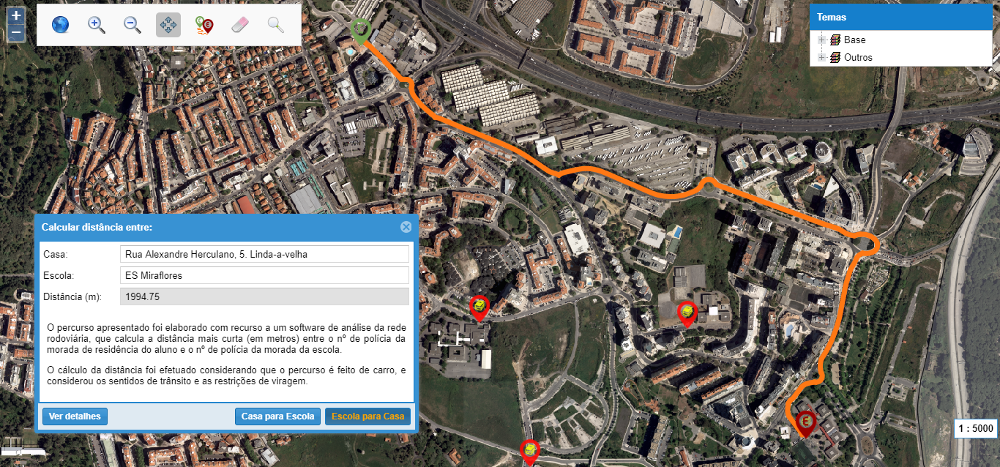 +
−
C E
C
Temas
Base
Outros
Calcular distância entre:
Casa: Rua Alexandre Herculano, 5. Linda-a-velha
Escola: ES Miraflores
Distância (m): 1994.75
O percurso apresentado foi elaborado com recurso a um software de análise da rede
rodoviária, que calcula a distância mais curta (em metros) entre o nº de polícia da
morada de residência do aluno e o nº de polícia da morada da escola.
O cálculo da distância foi efetuado considerando que o percurso é feito de carro, e
considerou os sentidos de trânsito e as restrições de viragem.
Ver detalhes
Casa para Escola
Escola para Casa
E
1 : 5000